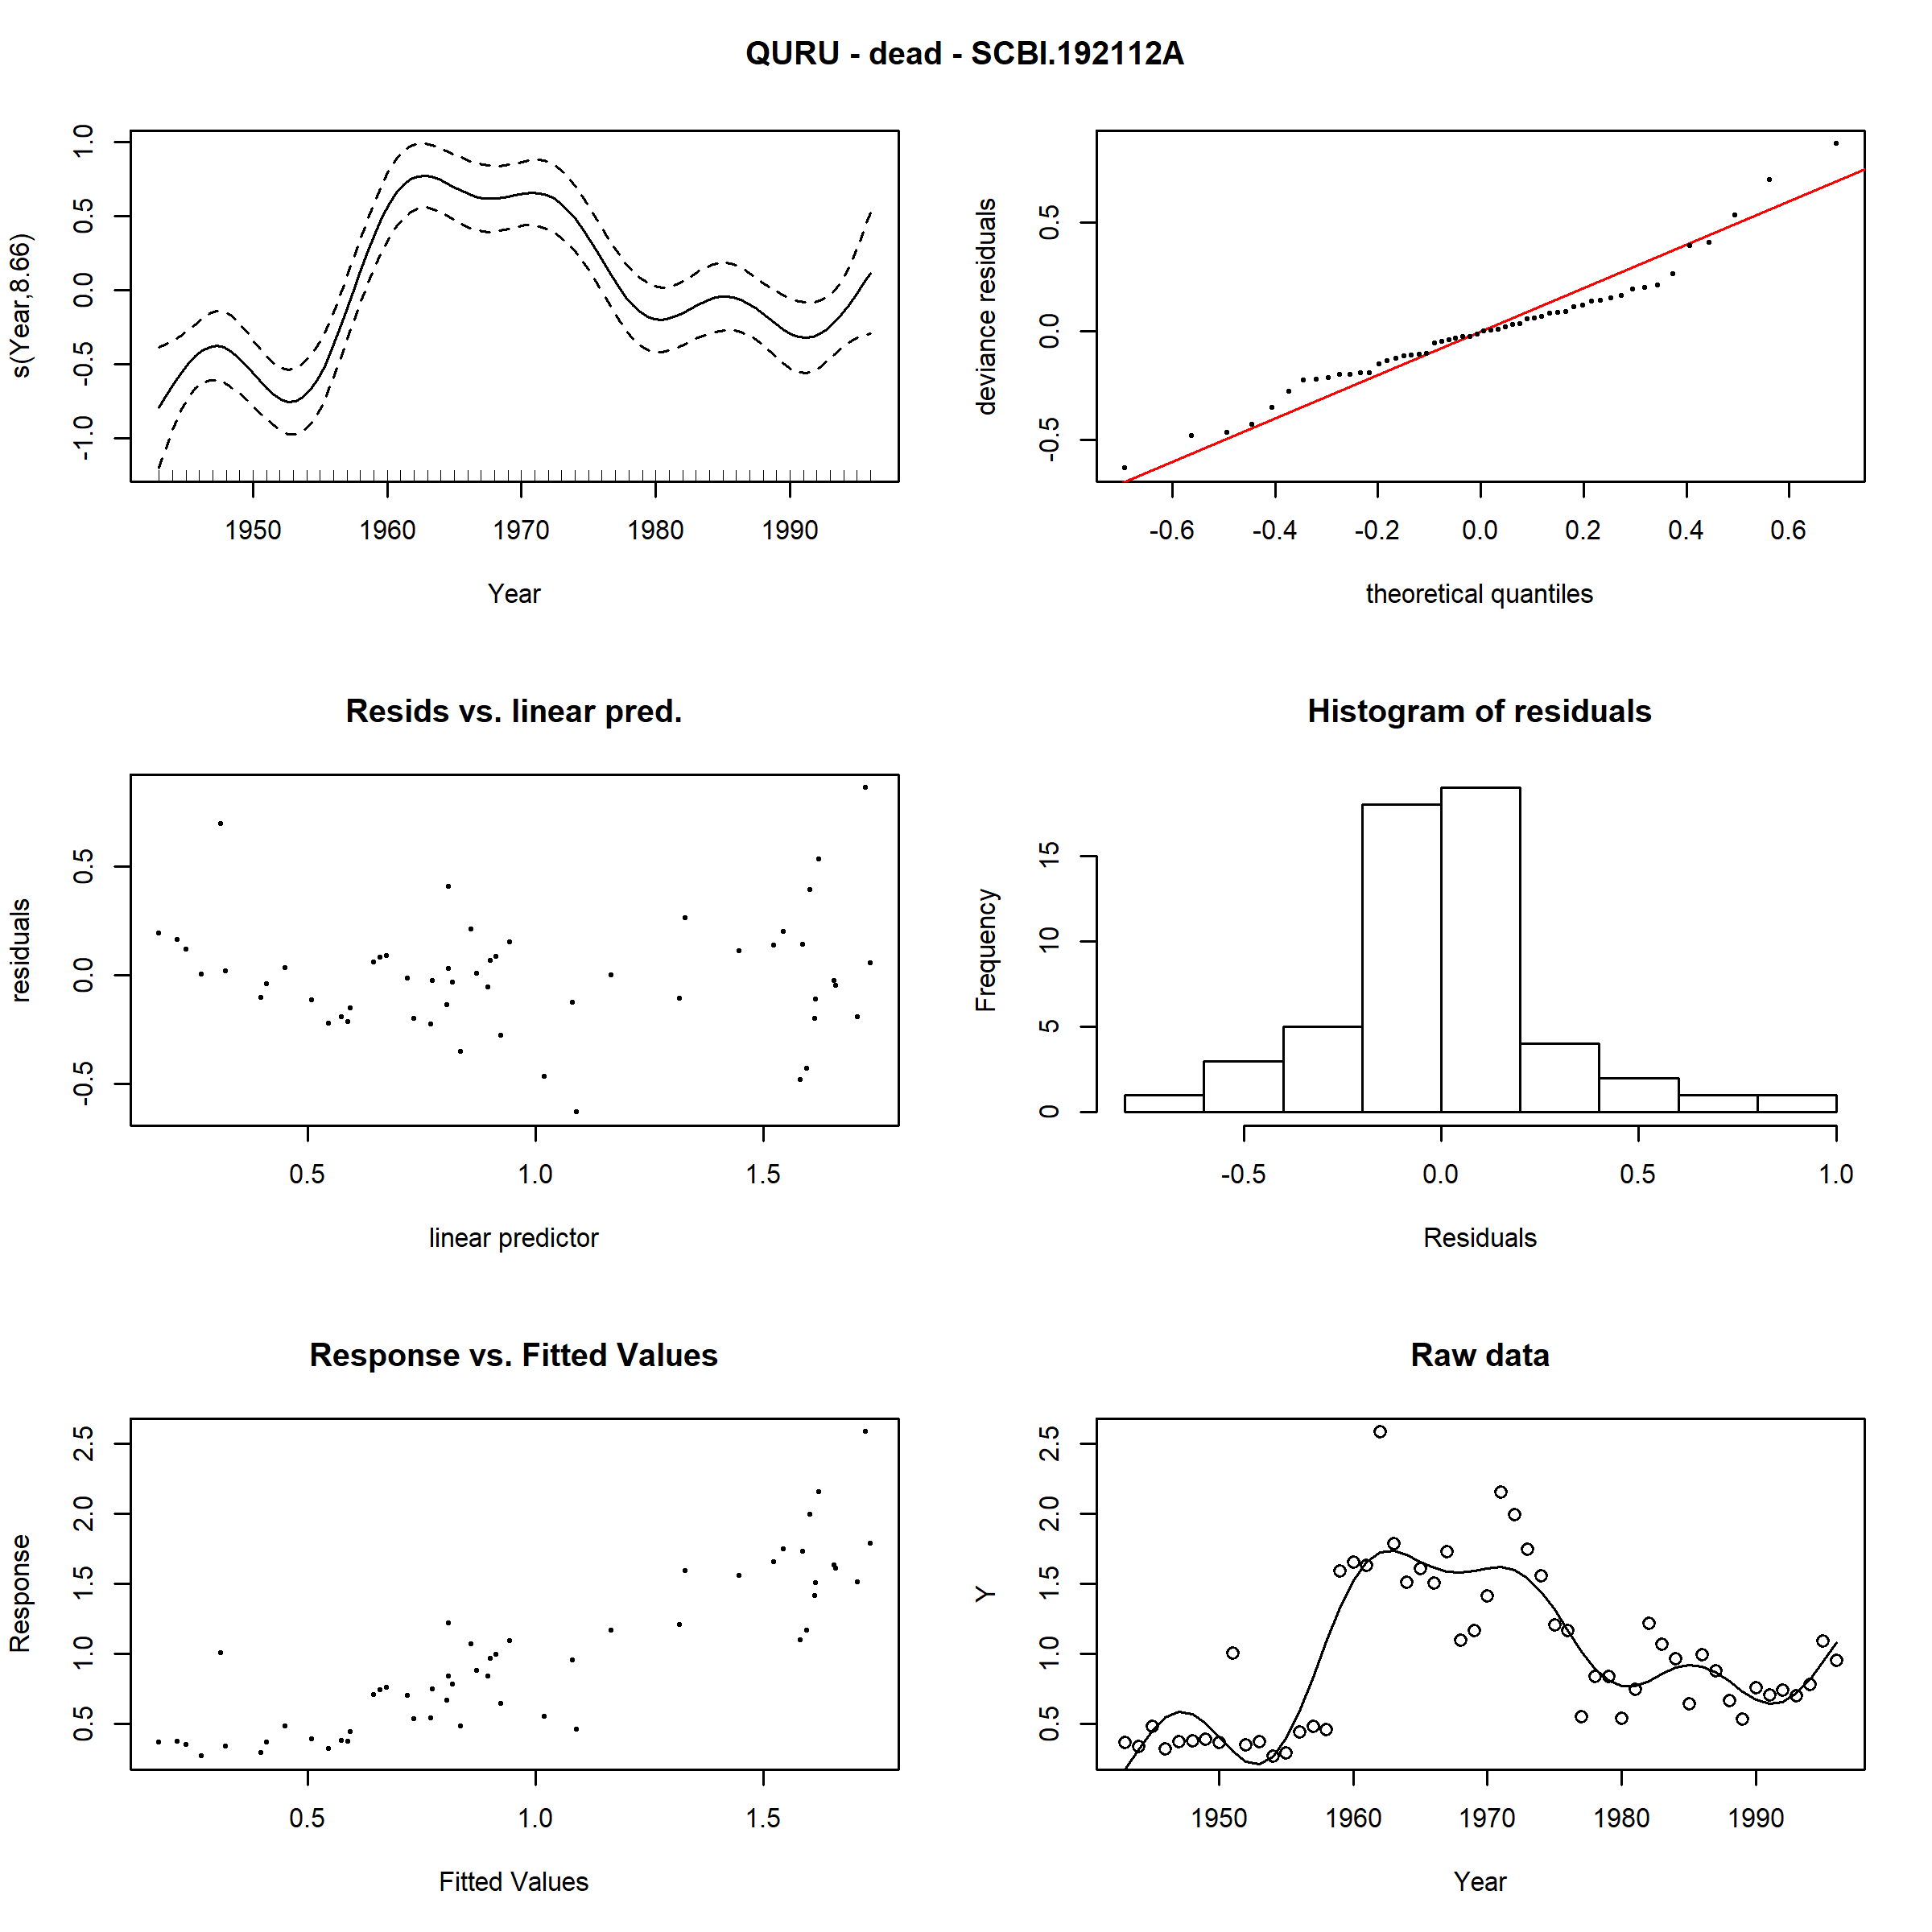 QURU - dead - SCBI.192112A
s(Year,8.66)
1.0
0.5
0.0
-0.5
-1.0
1950 1960 1970 1980 1990
Year
deviance residuals
0.5
0.0
-0.5
-0.6 -0.4 -0.2 0.0 0.2 0.4 0.6
theoretical quantiles
Resids vs. linear pred.
residuals
0.5
0.0
-0.5
0.5 1.0 1.5
linear predictor
Histogram of residuals
Frequency
15
10
5
0
-0.5 0.0 0.5 1.0
Residuals
Response vs. Fitted Values
Response
2.5
2.0
1.5
1.0
0.5
0.5 1.0 1.5
Fitted Values
Raw data
Y
2.5
2.0
1.5
1.0
0.5
1950 1960 1970 1980 1990
Year